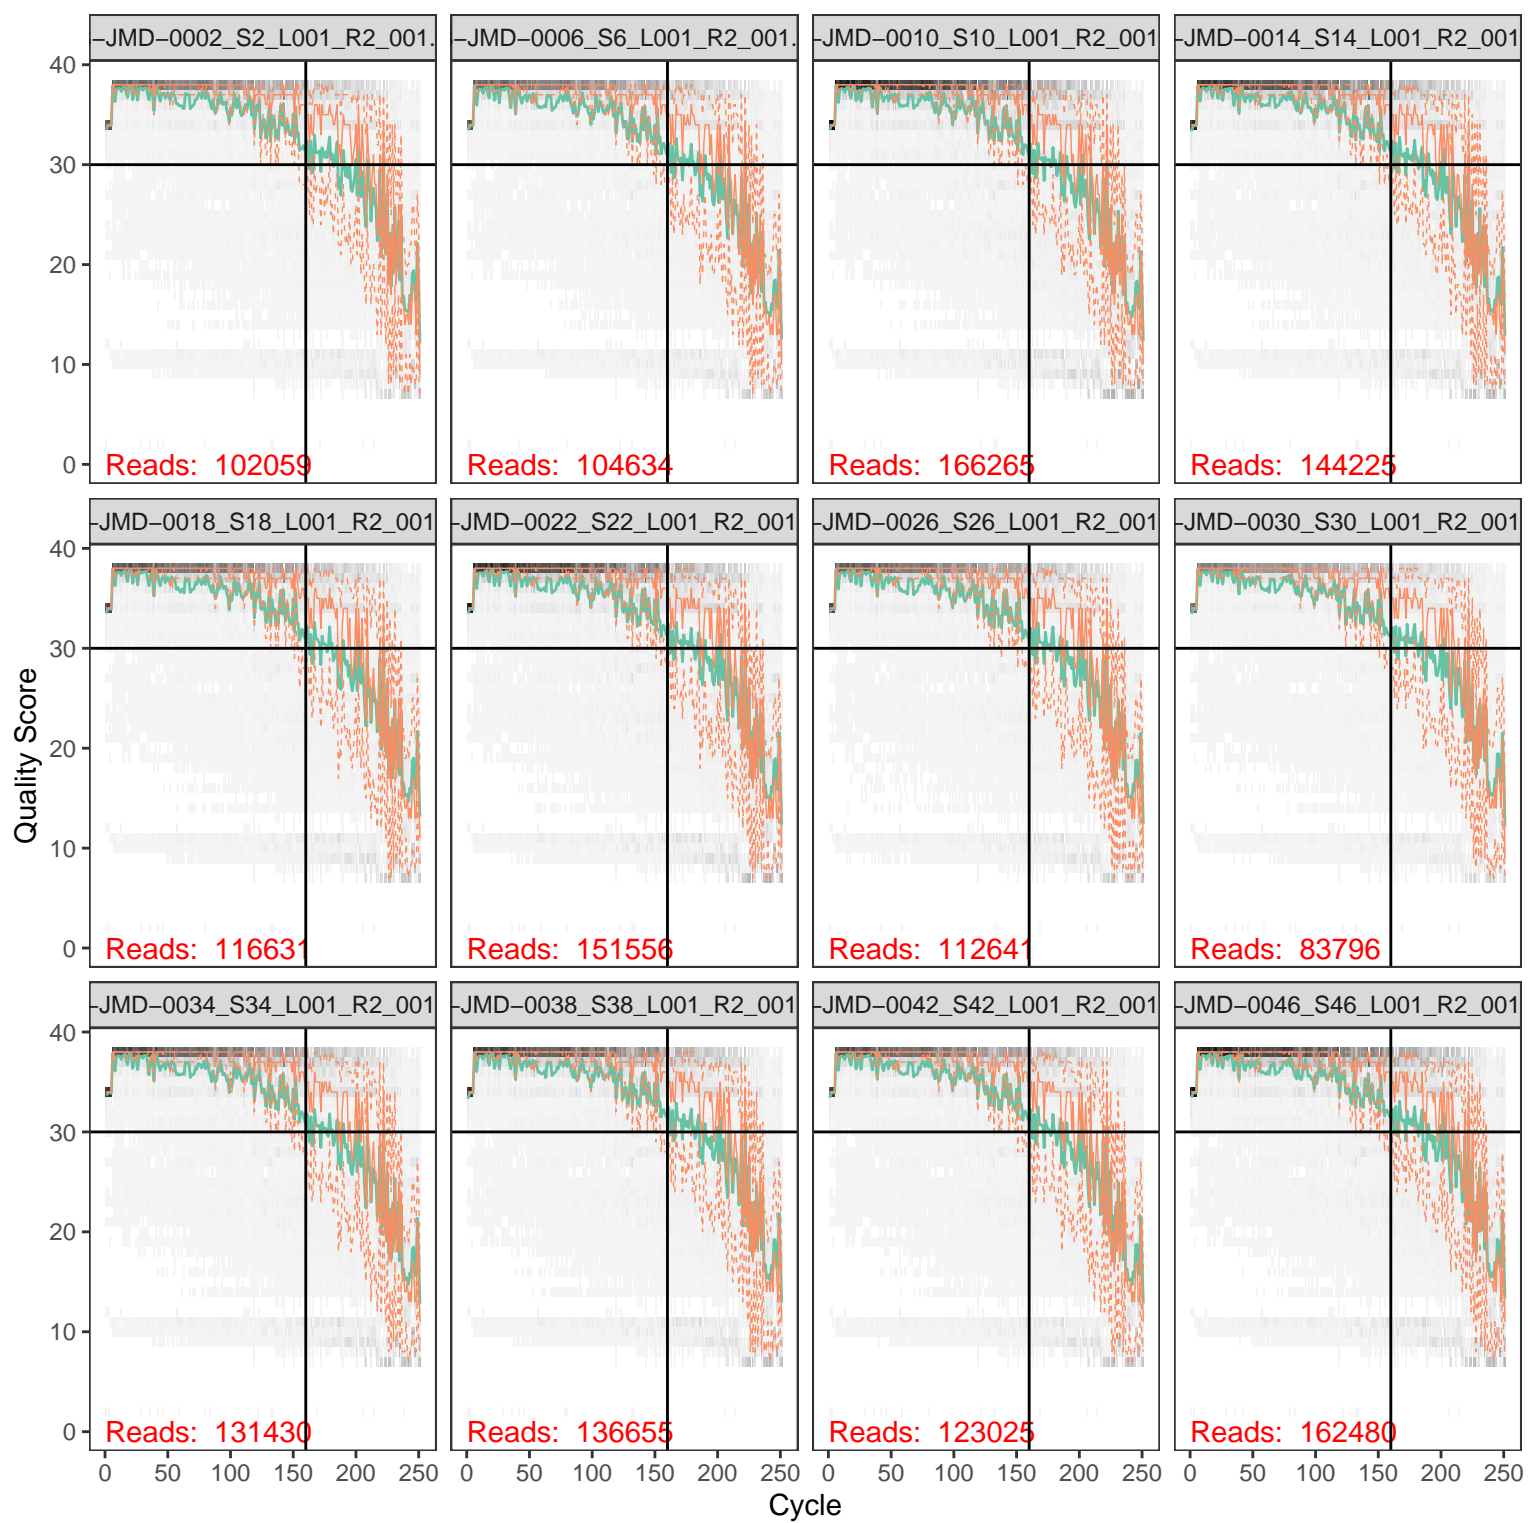 -JMD-0002_S2_L001_R2_001.
-JMD-0006_S6_L001_R2_001.
-JMD-0010_S10_L001_R2_001
-JMD-0014_S14_L001_R2_001
40
30
20
10
0
Reads: 102059
Reads: 104634
Reads: 166265
Reads: 144225
-JMD-0018_S18_L001_R2_001
-JMD-0022_S22_L001_R2_001
-JMD-0026_S26_L001_R2_001
-JMD-0030_S30_L001_R2_001
40
30
20
10
0
Quality Score
Reads: 116631
Reads: 151556
Reads: 112641
Reads: 83796
-JMD-0034_S34_L001_R2_001
-JMD-0038_S38_L001_R2_001
-JMD-0042_S42_L001_R2_001
-JMD-0046_S46_L001_R2_001
40
30
20
10
0
Reads: 131430
Reads: 136655
Reads: 123025
Reads: 162480
0 50 100 150 200 250
0 50 100 150 200 250
0 50 100 150 200 250
0 50 100 150 200 250
Cycle